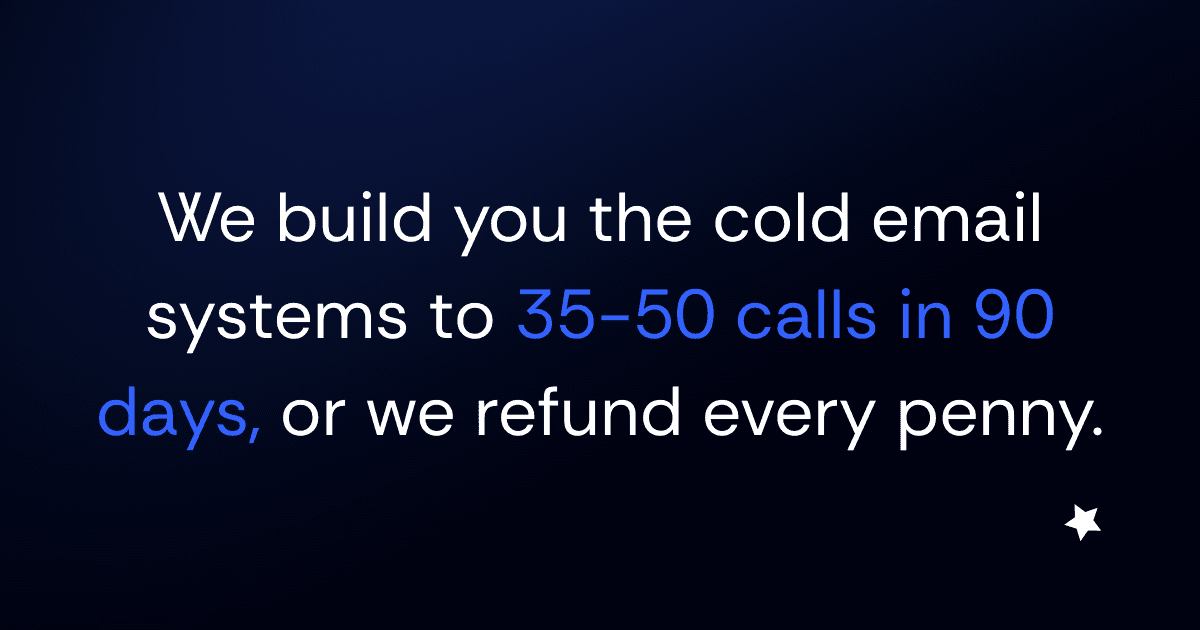 We build you the cold email
systems to 35–50 calls in 90
days, or we refund every penny.